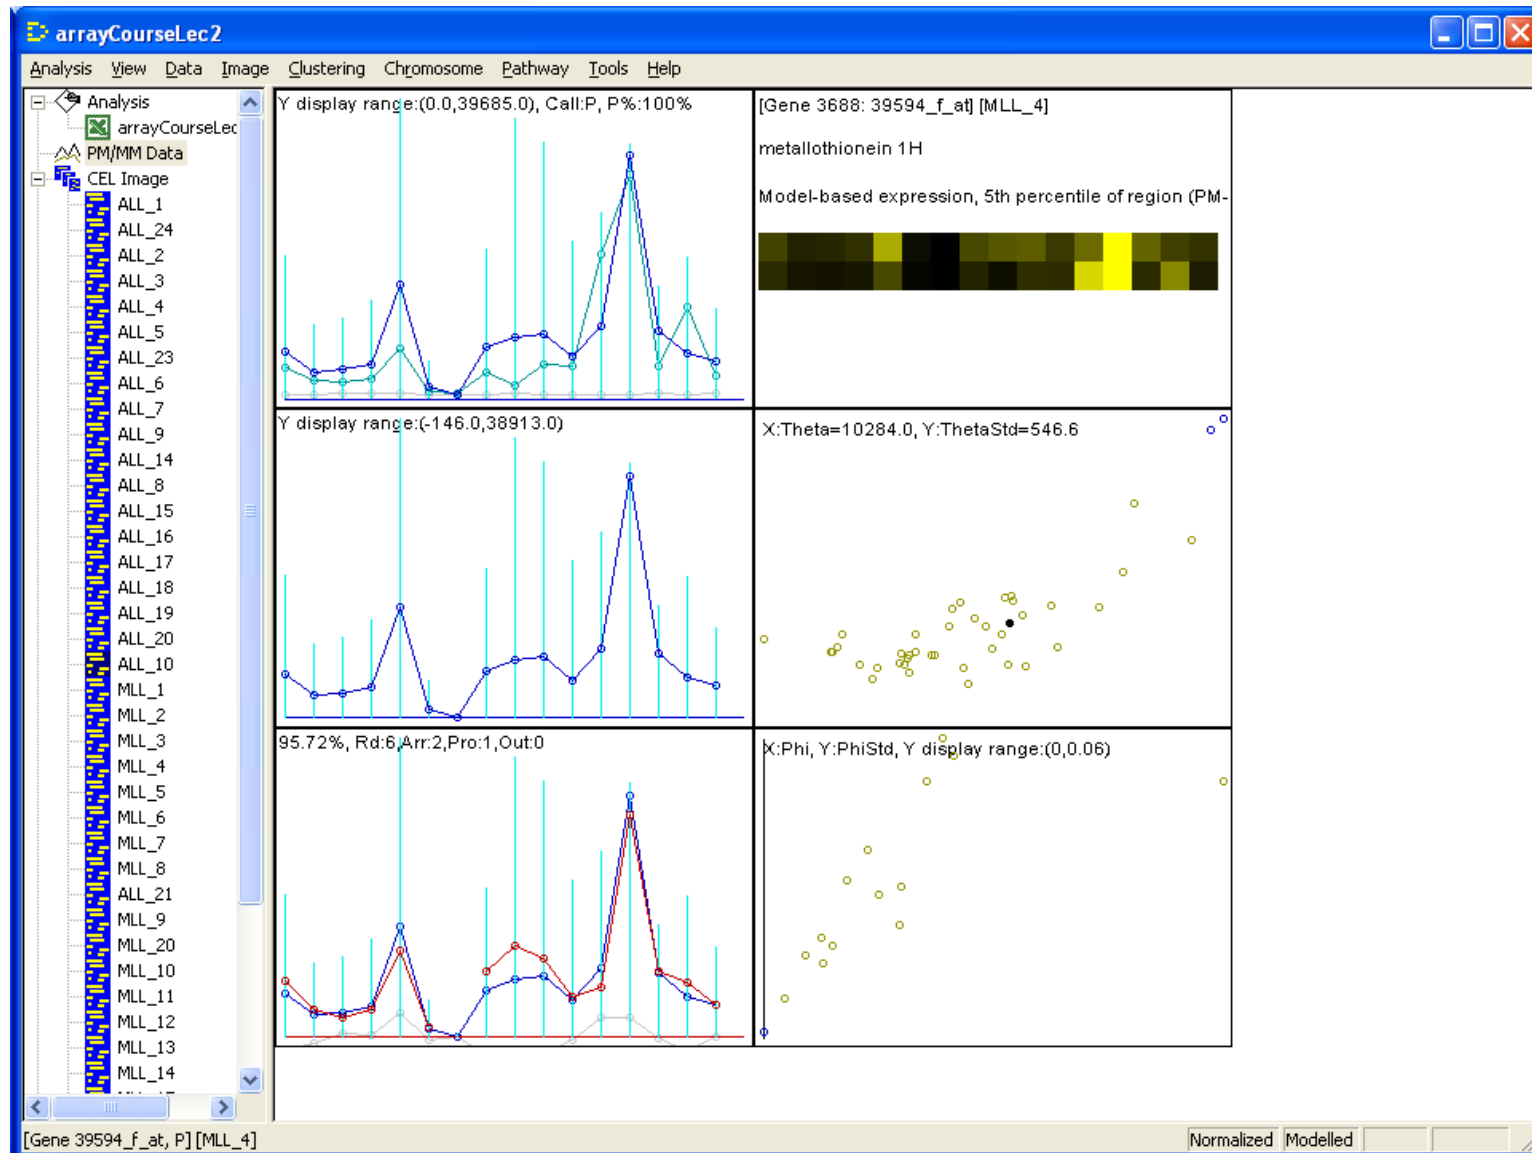 arrayCourseLec2
Analysis View Data Image Clustering Chromosome Pathway Tools Help
Analysis
arrayCourseLec
PM/MM Data
CEL Image
ALL_1
ALL_24
ALL_2
ALL_3
ALL_4
ALL_5
ALL_23
ALL_6
ALL_7
ALL_9
ALL_14
ALL_8
ALL_15
ALL_16
ALL_17
ALL_18
ALL_19
ALL_20
ALL_10
MLL_1
MLL_2
MLL_3
MLL_4
MLL_5
MLL_6
MLL_7
MLL_8
ALL_21
MLL_9
MLL_20
MLL_10
MLL_11
MLL_12
MLL_13
MLL_14
Y display range:(0.0,39685.0), Call:P, P%:100%
[Gene 3688: 39594_f_at] [MLL_4]
metallothionein 1H
Model-based expression, 5th percentile of region (PM-
Y display range:(-146.0,38913.0)
X:Theta=10284.0, Y:ThetaStd=546.6
95.72%, Rd:6,Arr:2,Pro:1,Out:0
X:Phi, Y:PhiStd, Y display range:(0,0.06)
[Gene 39594_f_at, P] [MLL_4]
Normalized Modelled